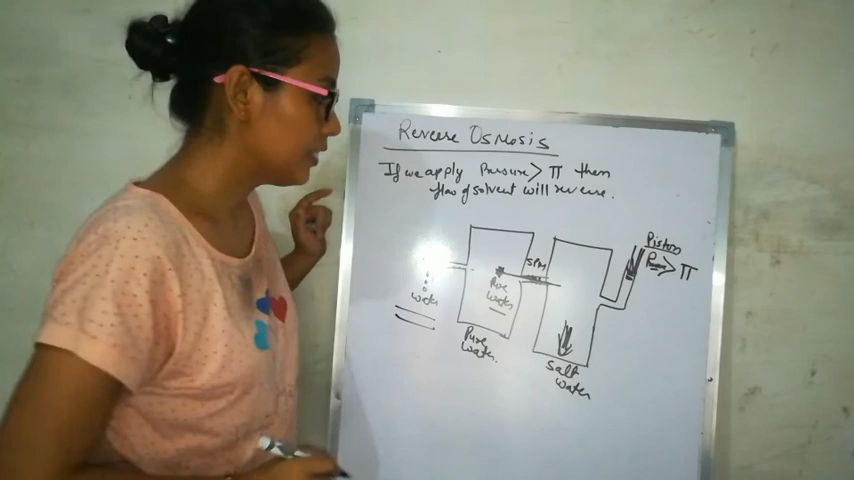 Reverse Osmosis
If we apply Pressure > π then
flow of solvent will reverse.
Piston
P > π
SPM
water
Pure
water
Pure
water.
Salt
water